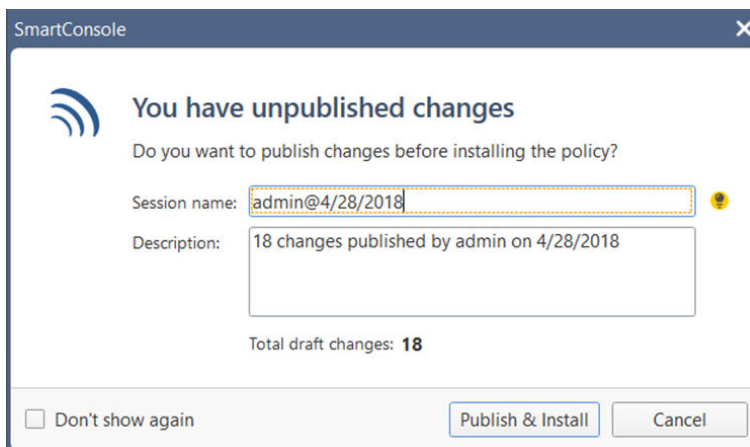 SmartConsole
You have unpublished changes
Do you want to publish changes before installing the policy?
Session name: admin@4/28/2018
Description: 18 changes published by admin on 4/28/2018
Total draft changes: 18
Don't show again Publish & Install Cancel